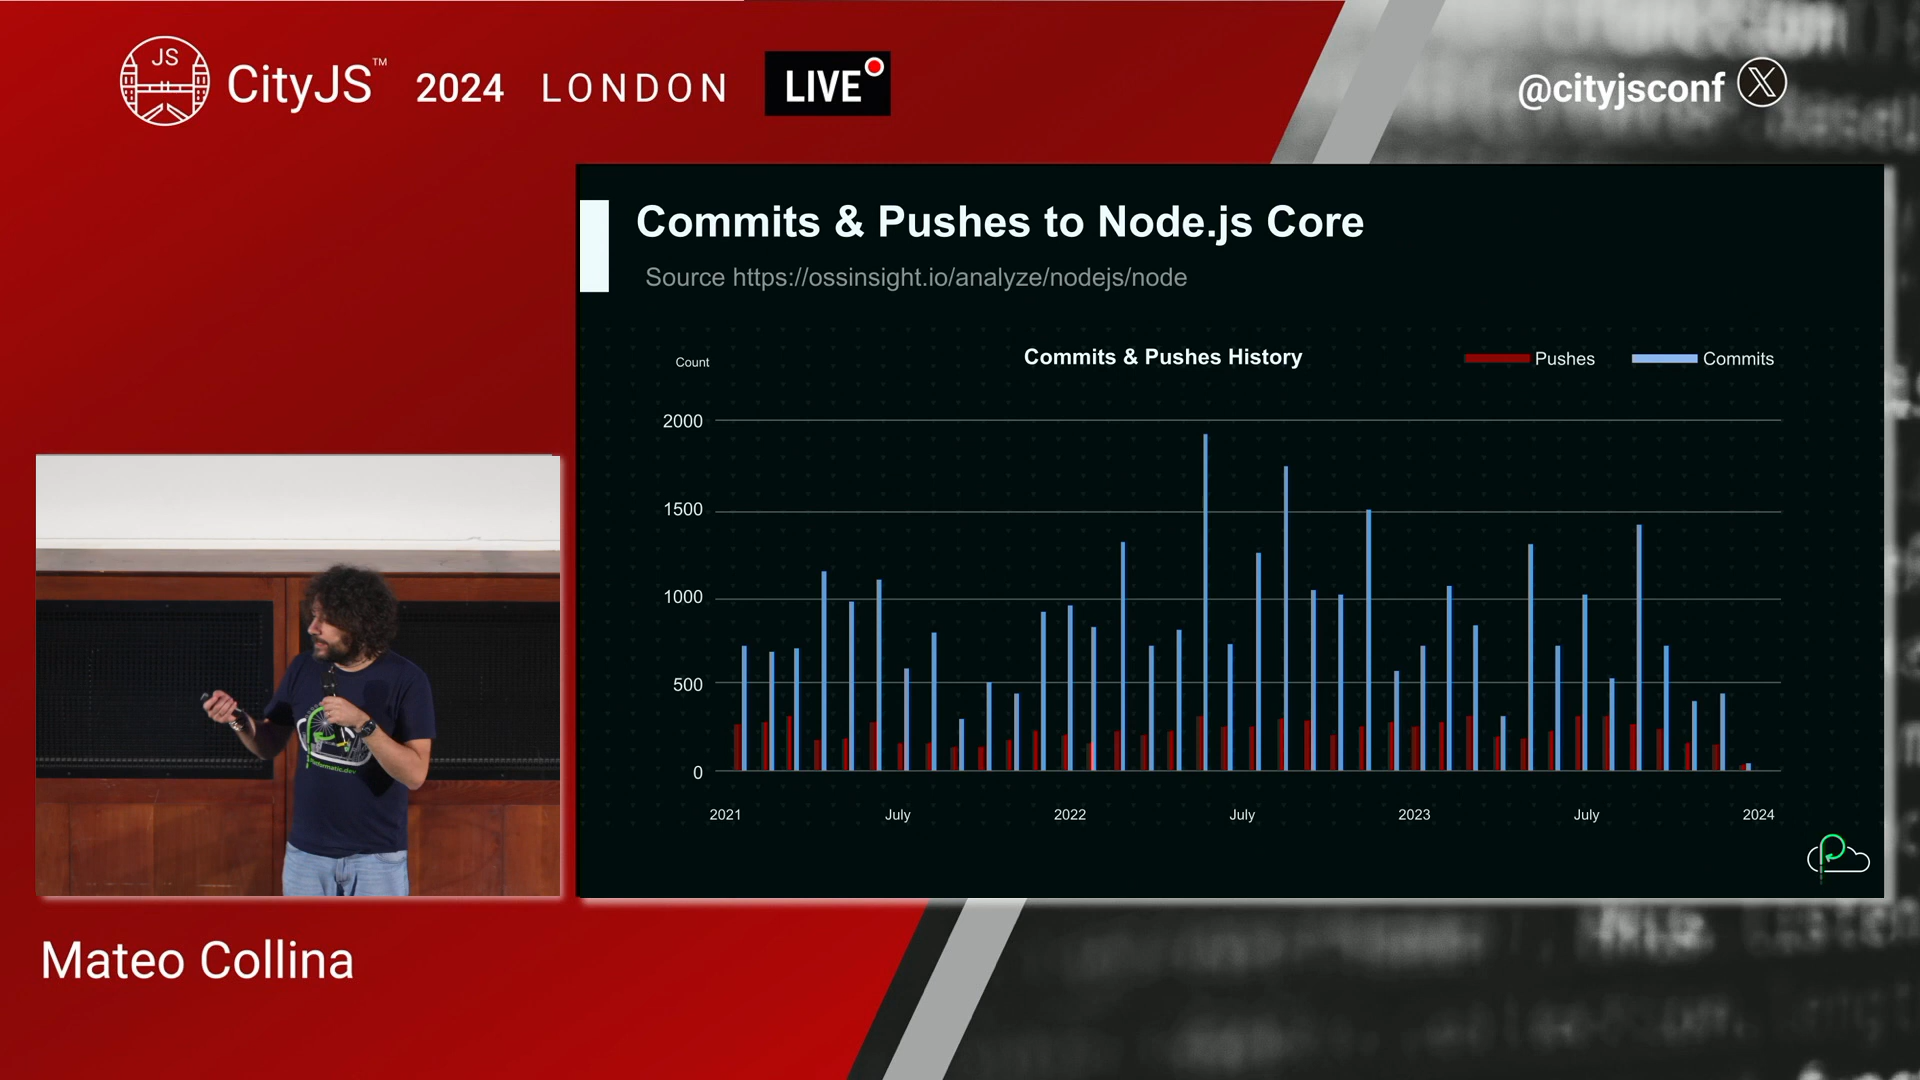 JS
CityJS™ 2024 LONDON LIVE
@cityjsconf X
Commits & Pushes to Node.js Core
Source https://ossinsight.io/analyze/nodejs/node
Count
Commits & Pushes History
Pushes
Commits
2000
1500
1000
500
0
2021
July
2022
July
2023
July
2024
Mateo Collina